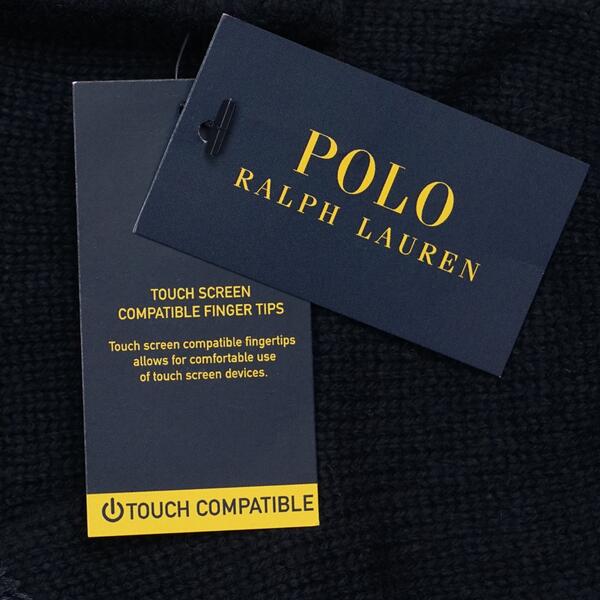 POLO
RALPH LAUREN
TOUCH SCREEN
COMPATIBLE FINGER TIPS
Touch screen compatible fingertips
allows for comfortable use
of touch screen devices.
TOUCH COMPATIBLE